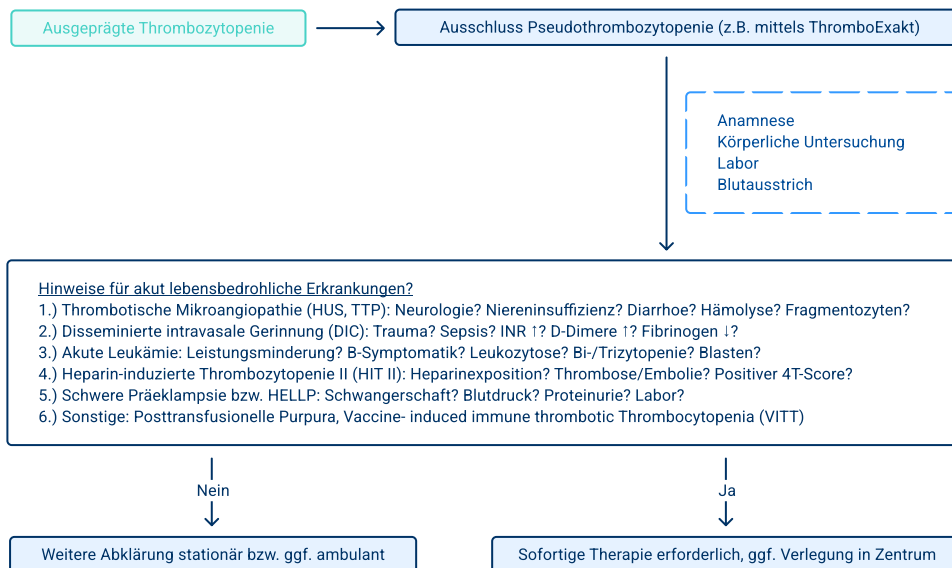 Ausgeprägte Thrombozytopenie
Ausschluss Pseudothrombozytopenie (z.B. mittels ThromboExakt)
Anamnese
Körperliche Untersuchung
Labor
Blutausstrich
Hinweise für akut lebensbedrohliche Erkrankungen?
1.) Thrombotische Mikroangiopathie (HUS, TTP): Neurologie? Niereninsuffizienz? Diarrhoe? Hämolyse? Fragmentozyten?
2.) Disseminierte intravasale Gerinnung (DIC): Trauma? Sepsis? INR ↑? D-Dimere ↑? Fibrinogen ↓?
3.) Akute Leukämie: Leistungsminderung? B-Symptomatik? Leukozytose? Bi-/Trizytopenie? Blasten?
4.) Heparin-induzierte Thrombozytopenie II (HIT II): Heparinexposition? Thrombose/Embolie? Positiver 4T-Score?
5.) Schwere Präeklampsie bzw. HELLP: Schwangerschaft? Blutdruck? Proteinurie? Labor?
6.) Sonstige: Posttransfusionelle Purpura, Vaccine- induced immune thrombotic Thrombocytopenia (VITT)
Nein
Ja
Weitere Abklärung stationär bzw. ggf. ambulant
Sofortige Therapie erforderlich, ggf. Verlegung in Zentrum